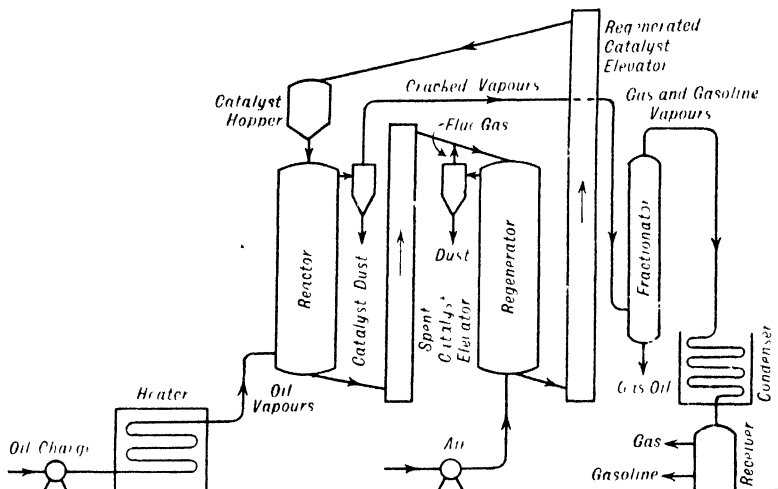 Regenerated
Catalyst
Elevator
Cracked Vapours
Gas and Gasoline
Vapours
Catalyst
Hopper
Flue Gas
Reactor
Catalyst Dust
Dust
Spent
Catalyst
Elevator
Regenerator
Fractionator
Condenser
Gas Oil
Heater
Oil
Vapours
Oil Charge
Air
Gas
Gasoline
Receiver